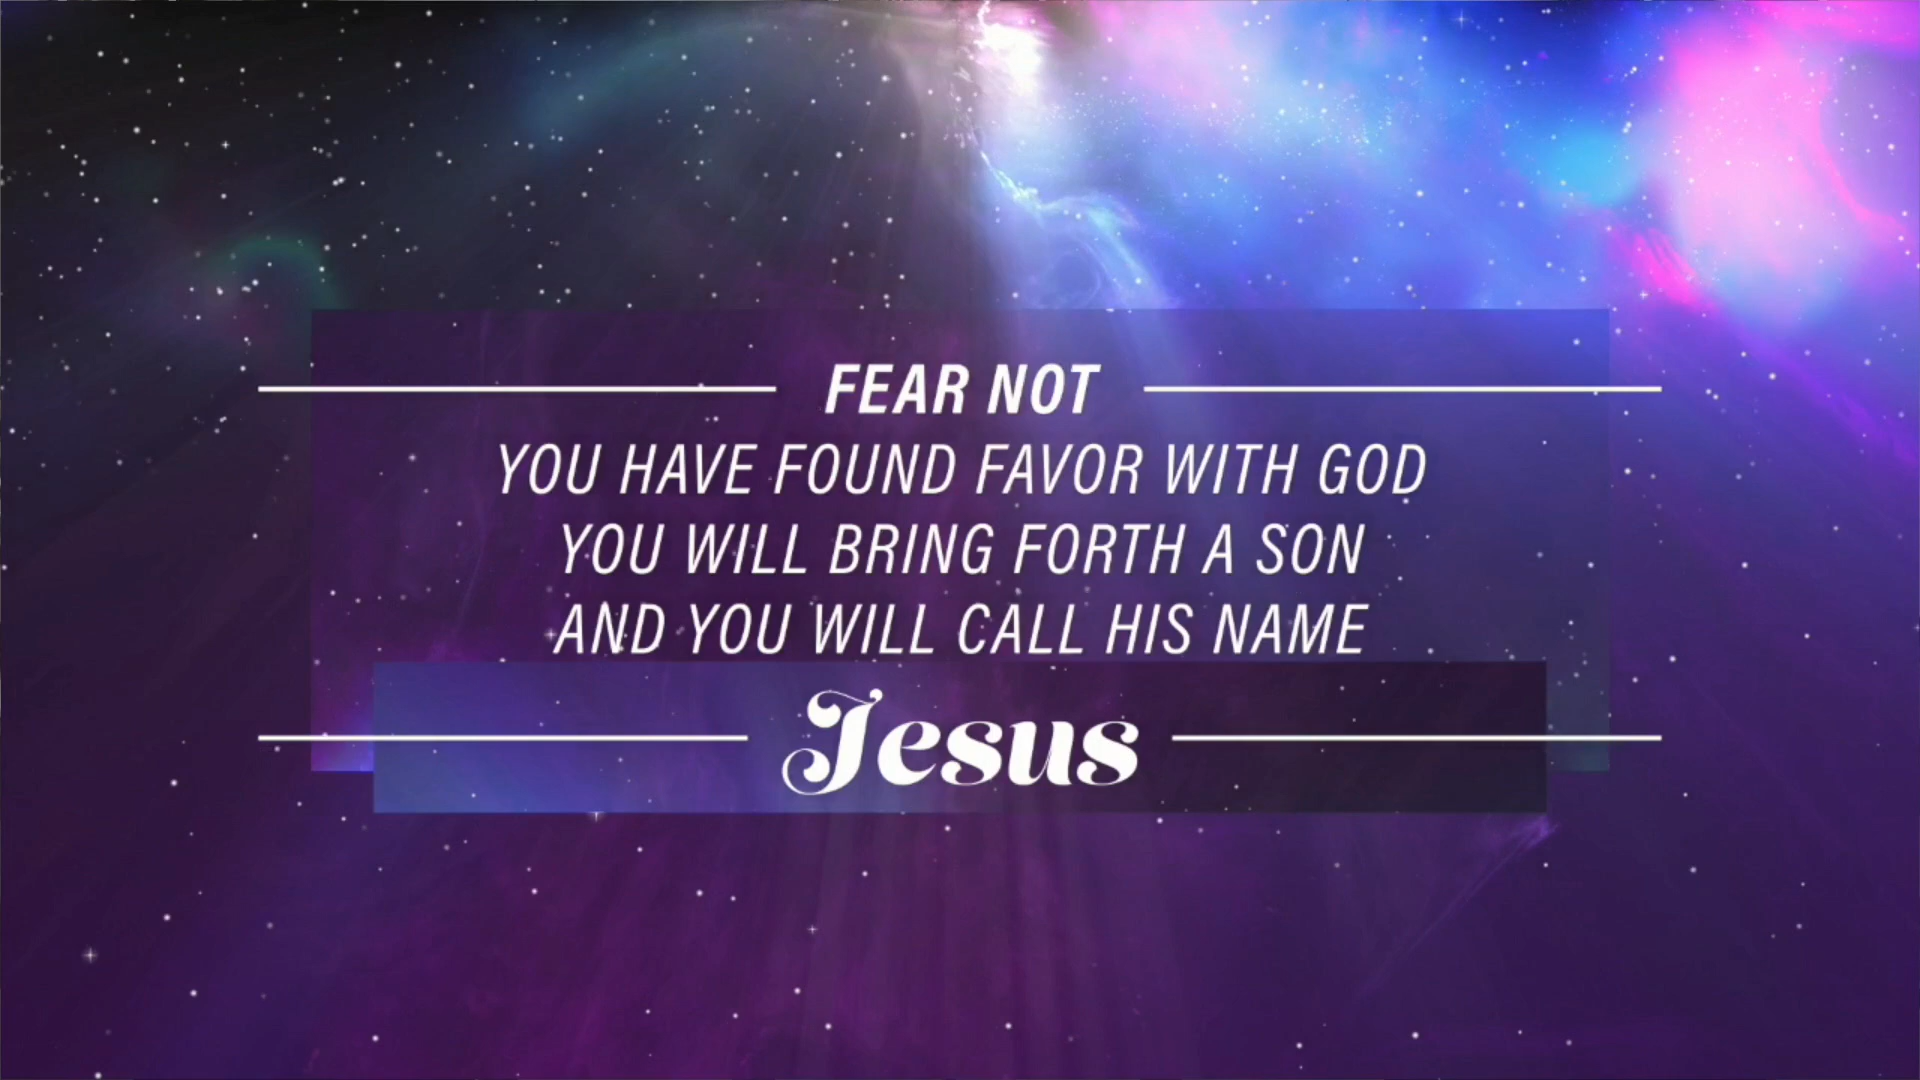 FEAR NOT
YOU HAVE FOUND FAVOR WITH GOD
YOU WILL BRING FORTH A SON
AND YOU WILL CALL HIS NAME
Jesus